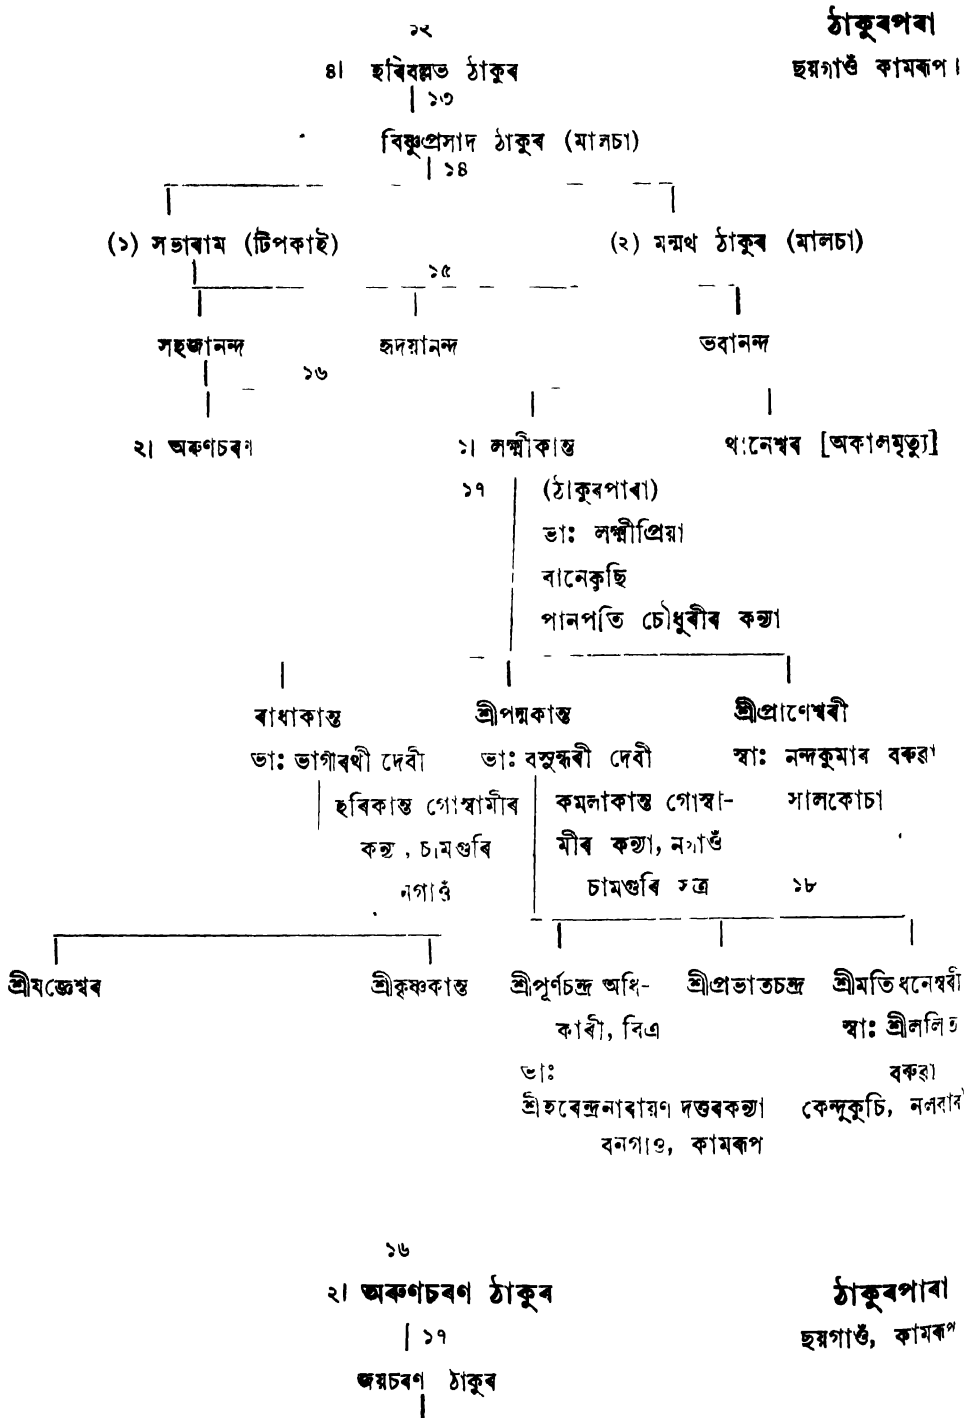 ১২ ঠাকুৰপৰা
৪। হৰিবল্লভ ঠাকুৰ ছয়গাওঁ কামৰূপ।
১৩
বিষ্ণুপ্ৰসাদ ঠাকুৰ (মালচা)
১৪
(১) সভাৰাম (টিপকাই) (২) মন্মথ ঠাকুৰ (মালচা)
১৫
সহজানন্দ হৃদয়ানন্দ ভবানন্দ
১৬
২। অৰুণচৰণ ১। লক্ষ্মীকান্ত থানেশ্বৰ [অকালমৃত্যু]
১৭ (ঠাকুৰপাৰা)
ভাঃ লক্ষ্মীপ্ৰিয়া
বানেকুছি
পানপতি চৌধুৰীৰ কন্যা
ৰাধাকান্ত শ্ৰীপদ্মকান্ত শ্ৰীপ্ৰাণেশ্বৰী
ভাঃ ভাগীৰথী দেবী ভাঃ বসুন্ধৰী দেবী স্বাঃ নন্দকুমাৰ বৰুৱা
হৰিকান্ত গোস্বামীৰ কমলাকান্ত গোস্বা- সালকোচা
কন্যা, চামগুৰি মীৰ কন্যা, নগাওঁ
নগাওঁ চামগুৰি সত্ৰ ১৮
শ্ৰীযজ্ঞেশ্বৰ শ্ৰীকৃষ্ণকান্ত শ্ৰীপূৰ্ণচন্দ্ৰ অধি- শ্ৰীপ্ৰভাতচন্দ্ৰ শ্ৰীমতি ধনেশ্বৰী
কাৰী, বিএ স্বাঃ শ্ৰীললিত
ভাঃ বৰুৱা
শ্ৰীহৰেন্দ্ৰনাৰায়ণ দত্তৰকন্যা কেন্দুকুচি, নলবাৰী
বনগাওঁ, কামৰূপ
১৬
২। অৰুণচৰণ ঠাকুৰ ঠাকুৰপাৰা
১৭ ছয়গাওঁ, কামৰূপ
জয়চৰণ ঠাকুৰ